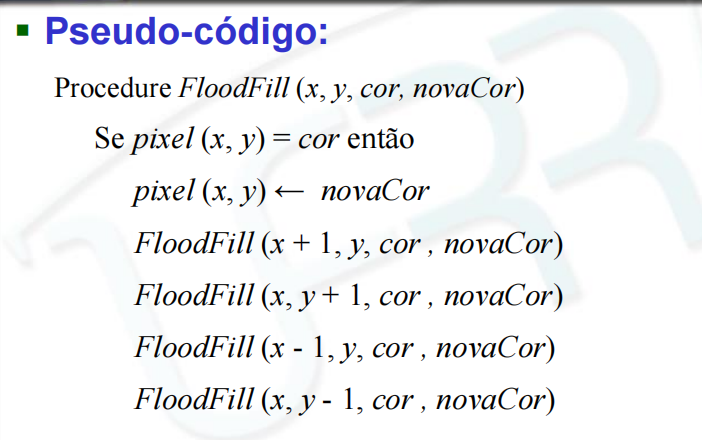 Pseudo-código:
Procedure FloodFill (x, y, cor, novaCor)
Se pixel (x, y) = cor então
pixel (x, y) ← novaCor
FloodFill (x + 1, y, cor , novaCor)
FloodFill (x, y + 1, cor , novaCor)
FloodFill (x - 1, y, cor , novaCor)
FloodFill (x, y - 1, cor , novaCor)